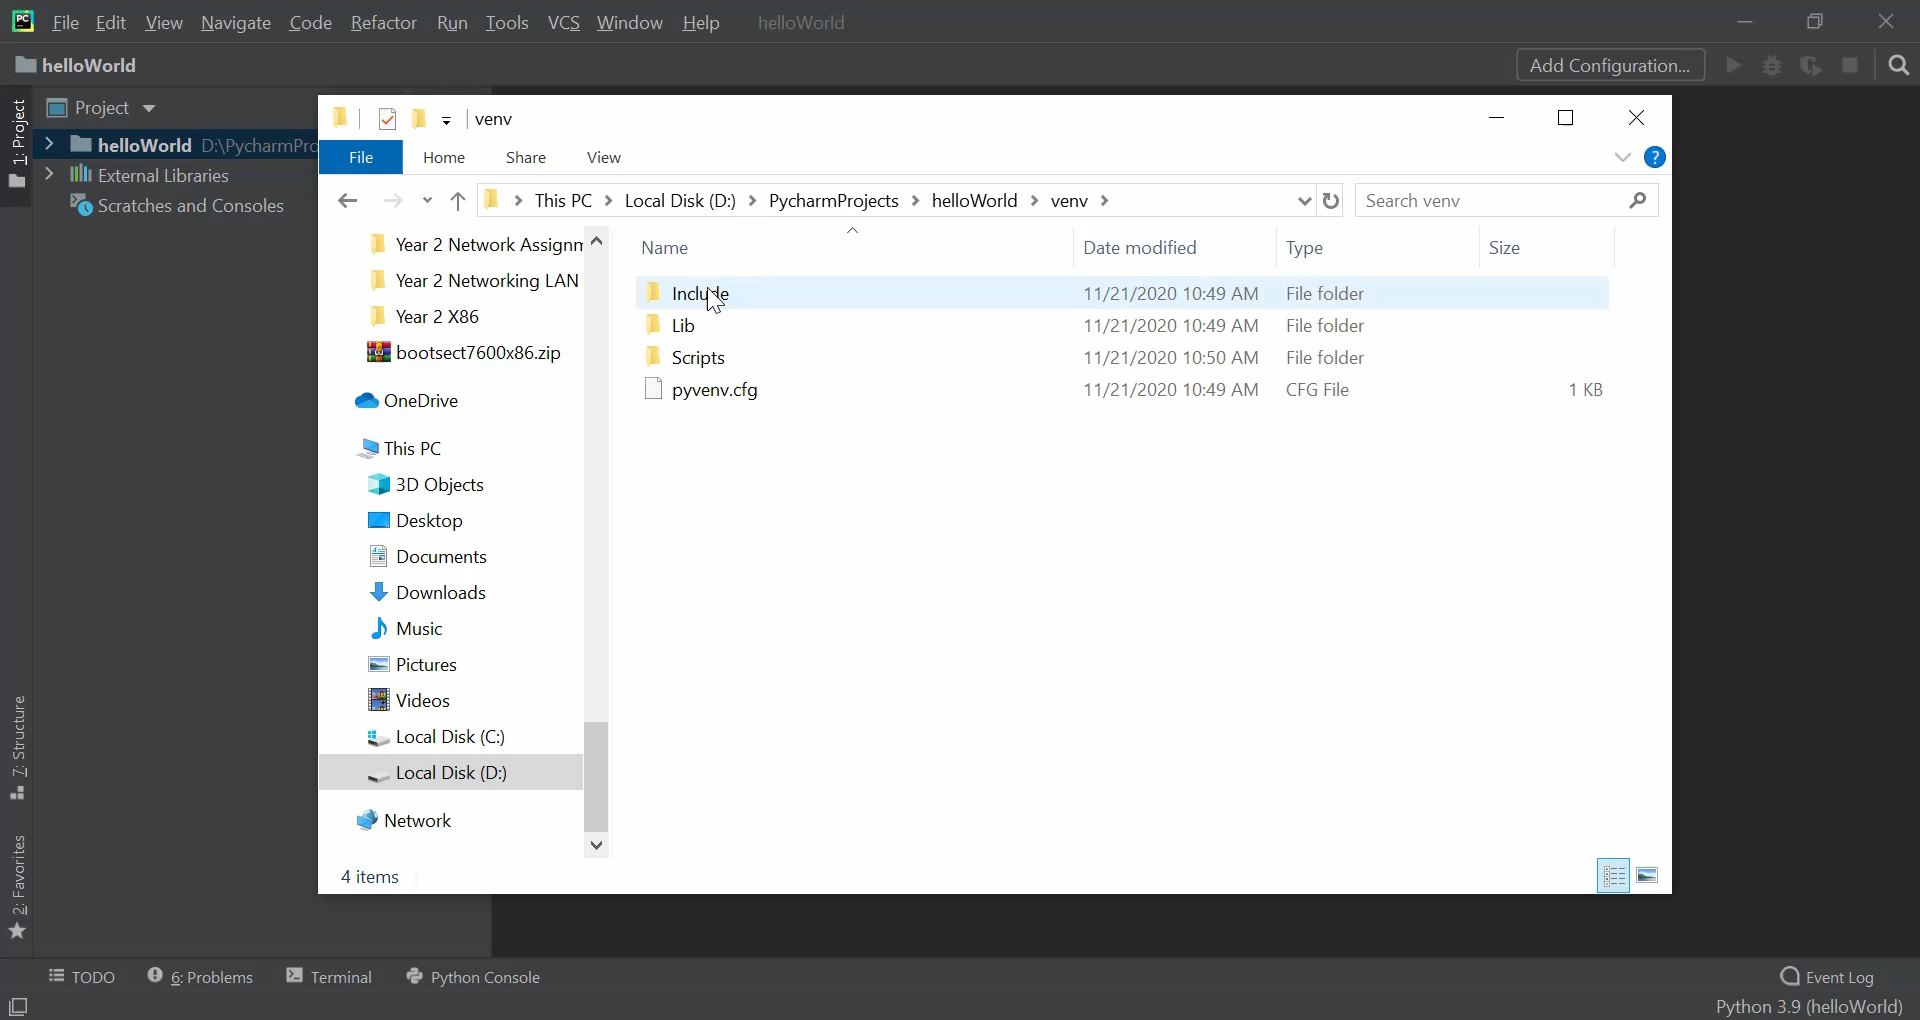 PC File Edit View Navigate Code Refactor Run Tools VCS Window Help helloWorld
helloWorld Add Configuration...
1: Project
Project
helloWorld D:\PycharmPro
External Libraries
Scratches and Consoles
7: Structure
2: Favorites
venv
File Home Share View ?
This PC > Local Disk (D:) > PycharmProjects > helloWorld > venv > Search venv
Year 2 Network Assignm
Year 2 Networking LAN
Year 2 X86
bootsect7600x86.zip
OneDrive
This PC
3D Objects
Desktop
Documents
Downloads
Music
Pictures
Videos
Local Disk (C:)
Local Disk (D:)
Network
Name Date modified Type Size
Include 11/21/2020 10:49 AM File folder
Lib 11/21/2020 10:49 AM File folder
Scripts 11/21/2020 10:50 AM File folder
pyvenv.cfg 11/21/2020 10:49 AM CFG File 1 KB
4 items
TODO 6: Problems Terminal Python Console Event Log
Python 3.9 (helloWorld)